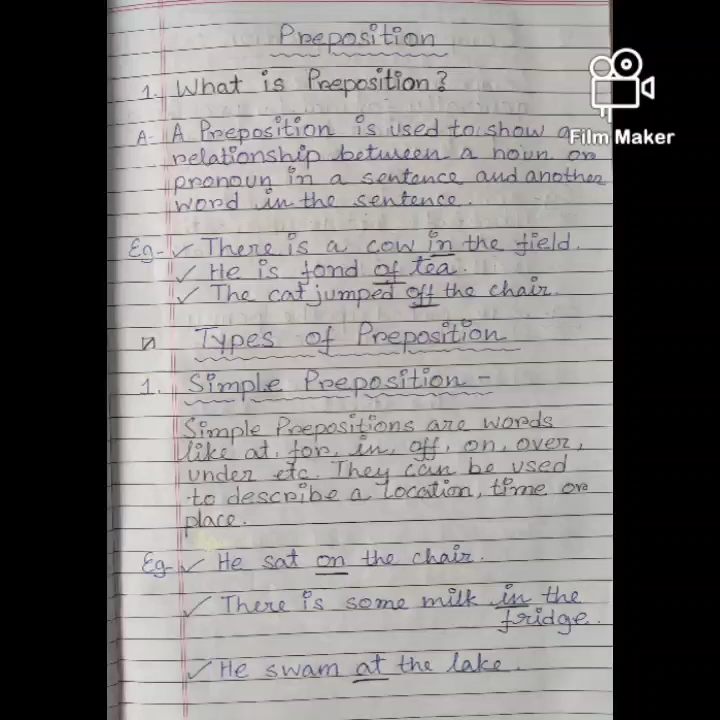 Preposition
1. What is Preposition?
Film Maker
A- A Preposition is used to show a
relationship between a noun or
pronoun in a sentence and another
word in the sentence.
Eg- ✓ There is a cow in the field.
✓ He is fond of tea.
✓ The cat jumped off the chair.
Types of Preposition
1. Simple Preposition -
Simple Prepositions are words
like at, for, in, off, on, over,
under etc. They can be used
to describe a location, time or
place.
Eg- ✓ He sat on the chair.
✓ There is some milk in the
fridge.
✓ He swam at the lake.